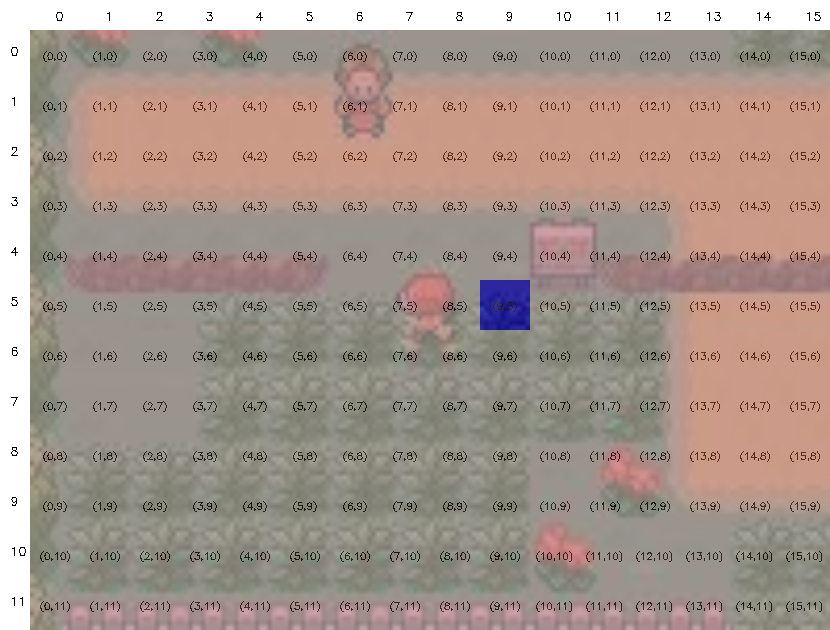 0 1 2 3 4 5 6 7 8 9 10 11 12 13 14 15
0 (0,0) (1,0) (2,0) (3,0) (4,0) (5,0) (6,0) (7,0) (8,0) (9,0) (10,0) (11,0) (12,0) (13,0) (14,0) (15,0)
1 (0,1) (1,1) (2,1) (3,1) (4,1) (5,1) (6,1) (7,1) (8,1) (9,1) (10,1) (11,1) (12,1) (13,1) (14,1) (15,1)
2 (0,2) (1,2) (2,2) (3,2) (4,2) (5,2) (6,2) (7,2) (8,2) (9,2) (10,2) (11,2) (12,2) (13,2) (14,2) (15,2)
3 (0,3) (1,3) (2,3) (3,3) (4,3) (5,3) (6,3) (7,3) (8,3) (9,3) (10,3) (11,3) (12,3) (13,3) (14,3) (15,3)
4 (0,4) (1,4) (2,4) (3,4) (4,4) (5,4) (6,4) (7,4) (8,4) (9,4) (10,4) (11,4) (12,4) (13,4) (14,4) (15,4)
5 (0,5) (1,5) (2,5) (3,5) (4,5) (5,5) (6,5) (7,5) (8,5) (9,5) (10,5) (11,5) (12,5) (13,5) (14,5) (15,5)
6 (0,6) (1,6) (2,6) (3,6) (4,6) (5,6) (6,6) (7,6) (8,6) (9,6) (10,6) (11,6) (12,6) (13,6) (14,6) (15,6)
7 (0,7) (1,7) (2,7) (3,7) (4,7) (5,7) (6,7) (7,7) (8,7) (9,7) (10,7) (11,7) (12,7) (13,7) (14,7) (15,7)
8 (0,8) (1,8) (2,8) (3,8) (4,8) (5,8) (6,8) (7,8) (8,8) (9,8) (10,8) (11,8) (12,8) (13,8) (14,8) (15,8)
9 (0,9) (1,9) (2,9) (3,9) (4,9) (5,9) (6,9) (7,9) (8,9) (9,9) (10,9) (11,9) (12,9) (13,9) (14,9) (15,9)
10 (0,10) (1,10) (2,10) (3,10) (4,10) (5,10) (6,10) (7,10) (8,10) (9,10) (10,10) (11,10) (12,10) (13,10) (14,10) (15,10)
11 (0,11) (1,11) (2,11) (3,11) (4,11) (5,11) (6,11) (7,11) (8,11) (9,11) (10,11) (11,11) (12,11) (13,11) (14,11) (15,11)